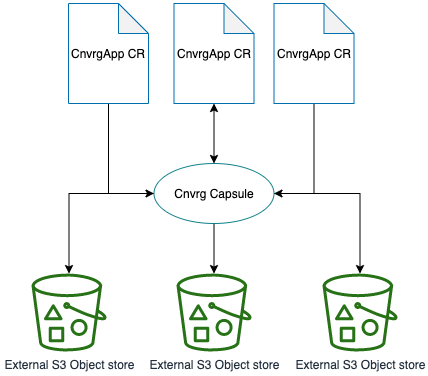 CnvrgApp CR
CnvrgApp CR
CnvrgApp CR
Cnvrg Capsule
External S3 Object store
External S3 Object store
External S3 Object store